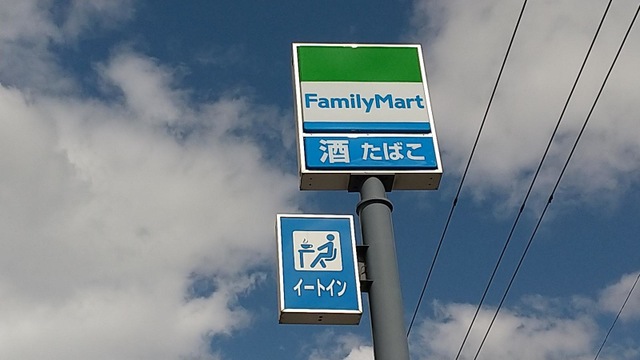 FamilyMart
酒 たばこ
イートイン